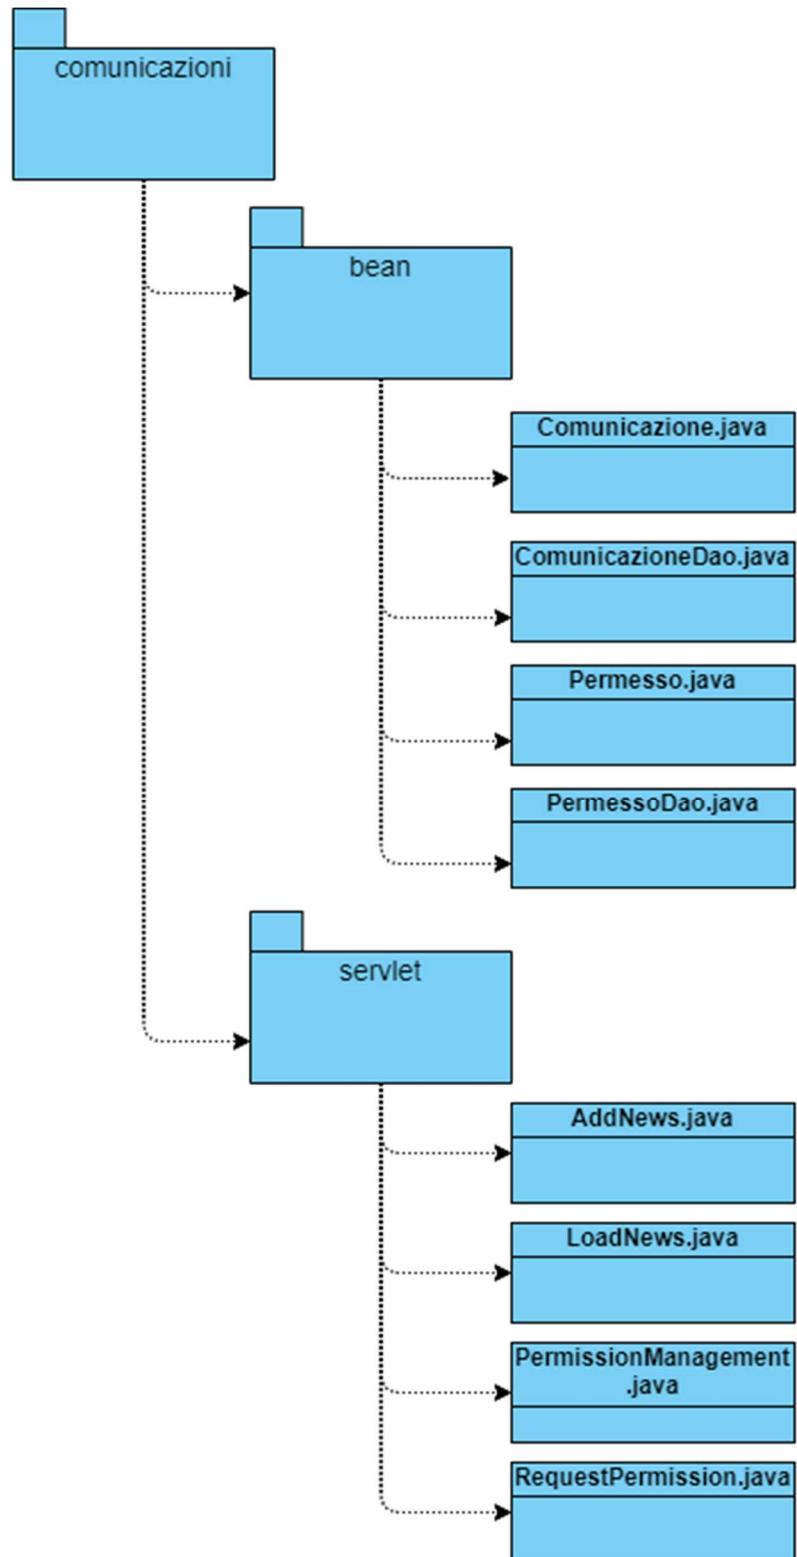 comunicazioni
bean
Comunicazione.java
ComunicazioneDao.java
Permesso.java
PermessoDao.java
servlet
AddNews.java
LoadNews.java
PermissionManagement
.java
RequestPermission.java